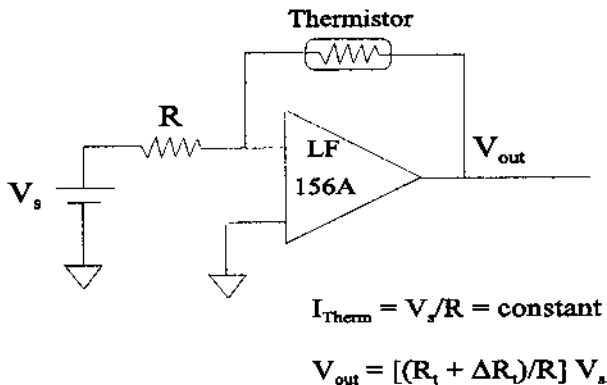 Thermistor
R
LF
156A
V_out
V_s
I_Therm = V_s/R = constant
V_out = [(R_t + ΔR_t)/R] V_s